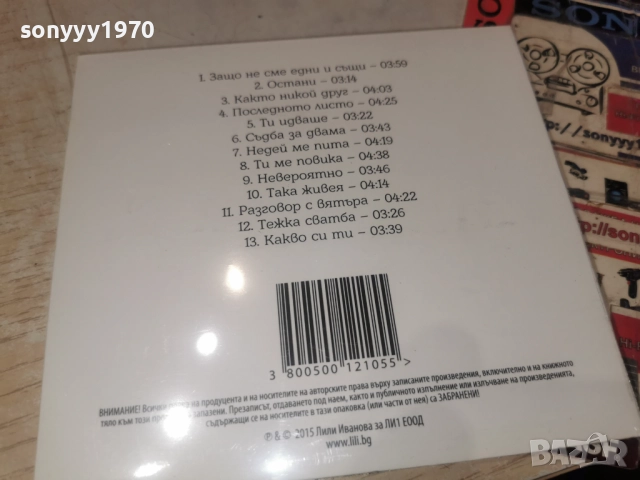 sonyyy1970
1. Защо не сме едни и същи – 03:59
2. Остани – 03:14
3. Както никой друг – 04:03
4. Последното листо – 04:25
5. Ти идваше – 03:22
6. Съдба за двама – 03:43
7. Недей ме пита – 04:19
8. Ти ме повика – 04:38
9. Невероятно – 03:46
10. Така живея – 04:14
11. Разговор с вятъра – 04:22
12. Тежка сватба – 03:26
13. Какво си ти – 03:39
3 800500 121055 >
ВНИМАНИЕ! Всички права на продуцента и на носителите на авторските права върху записаните произведения, включително и на книжното
тяло към този продукт са запазени. Презаписът, отдаването под наем, както и публичното изпълнение или излъчване на произведенията,
съдържащи се на носителите в тази опаковка (или части от нея) са ЗАБРАНЕНИ!
℗ & © 2015 Лили Иванова за ЛИ1 ЕООД
www.lili.bg
SON
http://sonyyy1
http://son
BAZAR